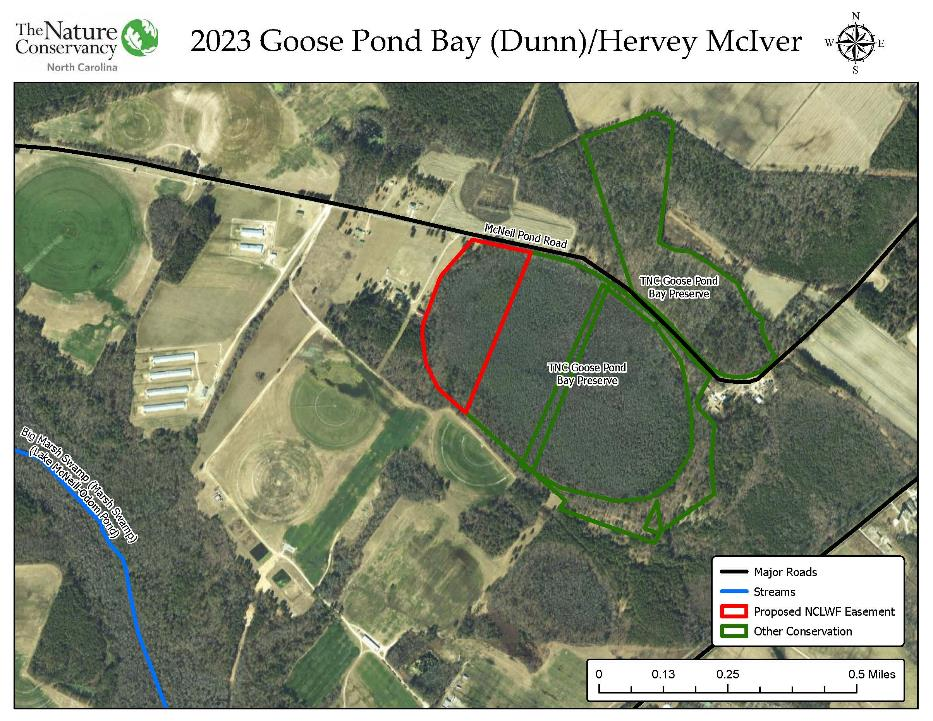 The Nature
Conservancy
North Carolina
2023 Goose Pond Bay (Dunn)/Hervey McIver
N
W E
S
McNeil Pond Road
TNC Goose Pond
Bay Preserve
TNC Goose Pond
Bay Preserve
Big Marsh Swamp (Marsh Swamp)
(Lake McNeill-Odom Pond)
Major Roads
Streams
Proposed NCLWF Easement
Other Conservation
0 0.13 0.25 0.5 Miles